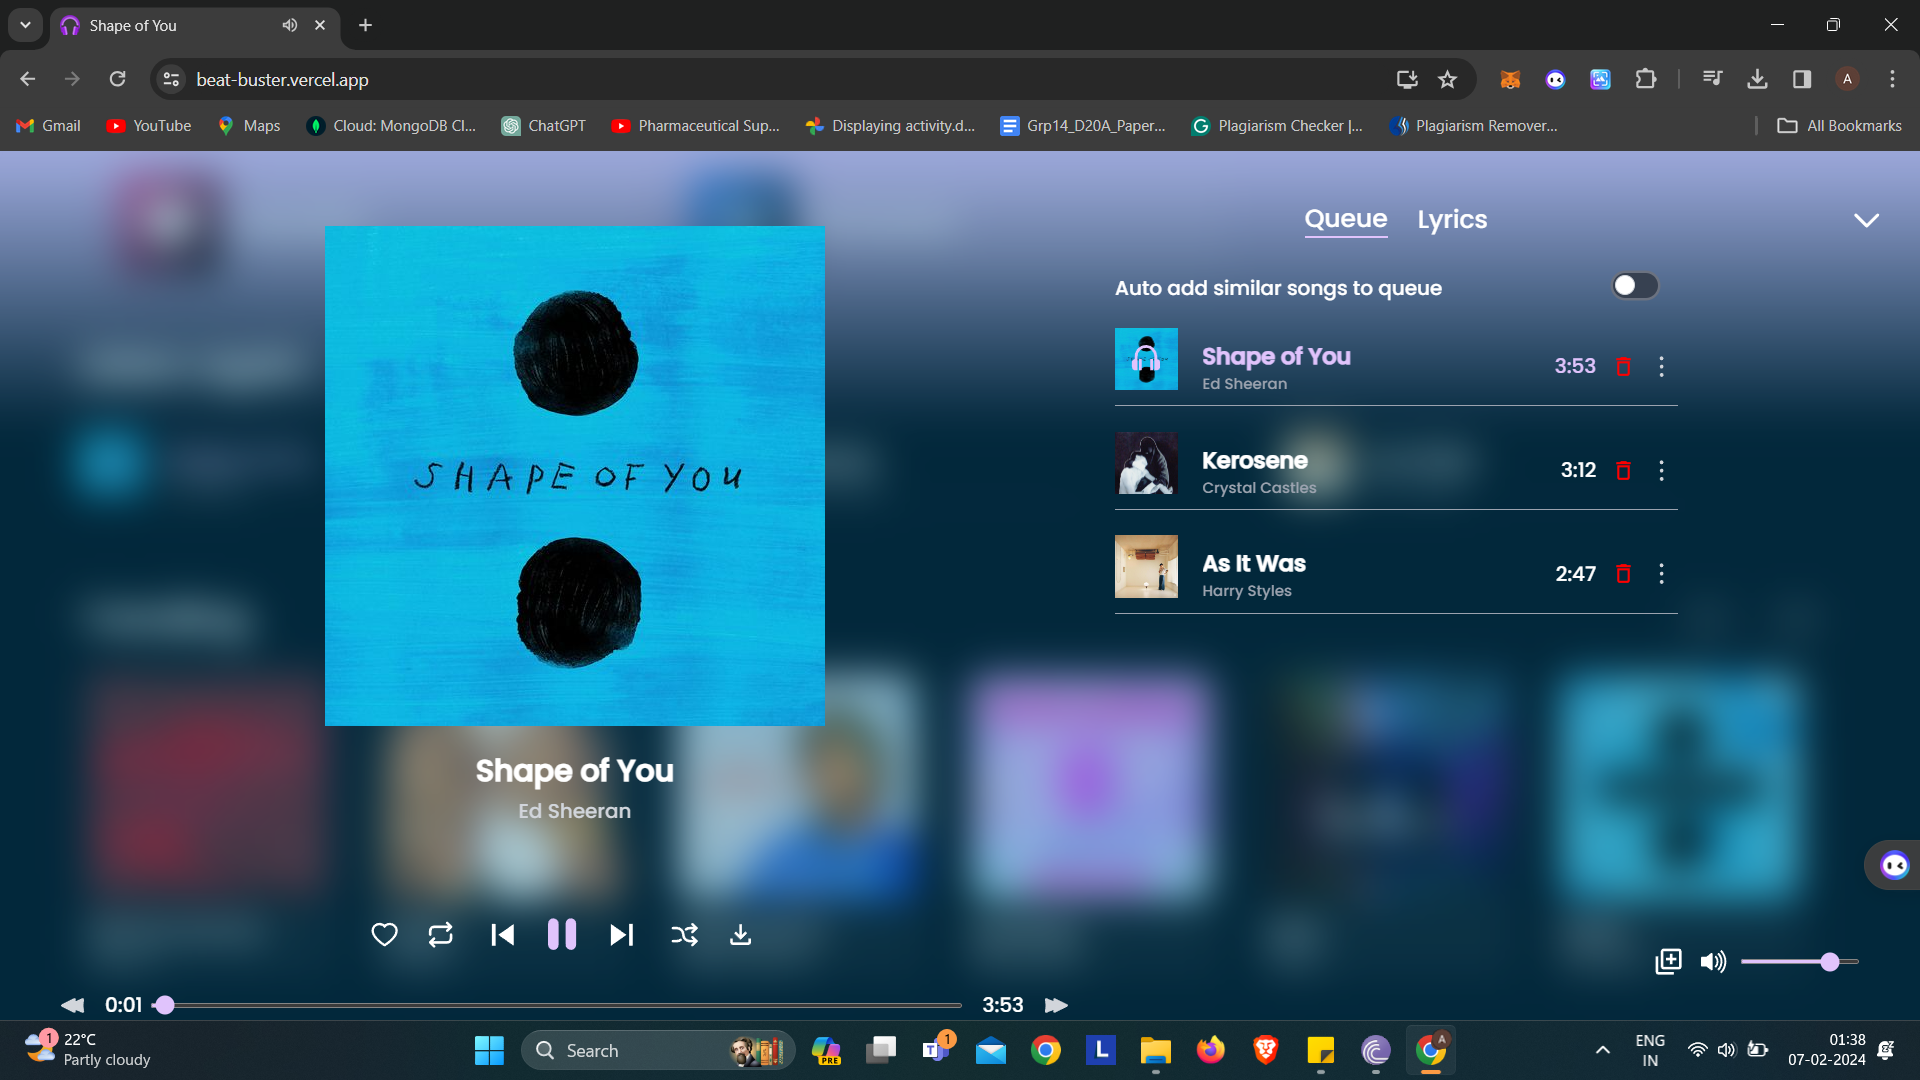 Shape of You
beat-buster.vercel.app
A
Gmail
YouTube
Maps
Cloud: MongoDB Cl...
ChatGPT
Pharmaceutical Sup...
Displaying activity.d...
Grp14_D20A_Paper...
Plagiarism Checker |...
Plagiarism Remover...
All Bookmarks
Queue
Lyrics
Auto add similar songs to queue
SHAPE OF YOU
Shape of You
3:53
Ed Sheeran
Kerosene
3:12
Crystal Castles
As It Was
2:47
Harry Styles
Shape of You
Ed Sheeran
0:01
3:53
1
22°C
Partly cloudy
Search
PRE
T
1
L
A
ENG
IN
01:38
07-02-2024